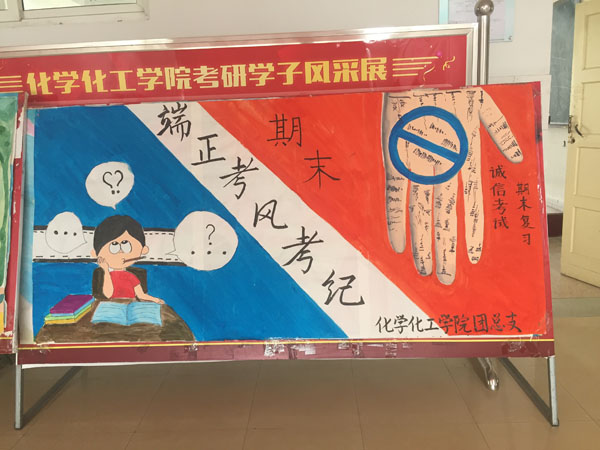 化学化工学院考研学子风采展
端正考风考纪
期末
诚信考试
期末复习
??
...
...?
化学化工学院团总支